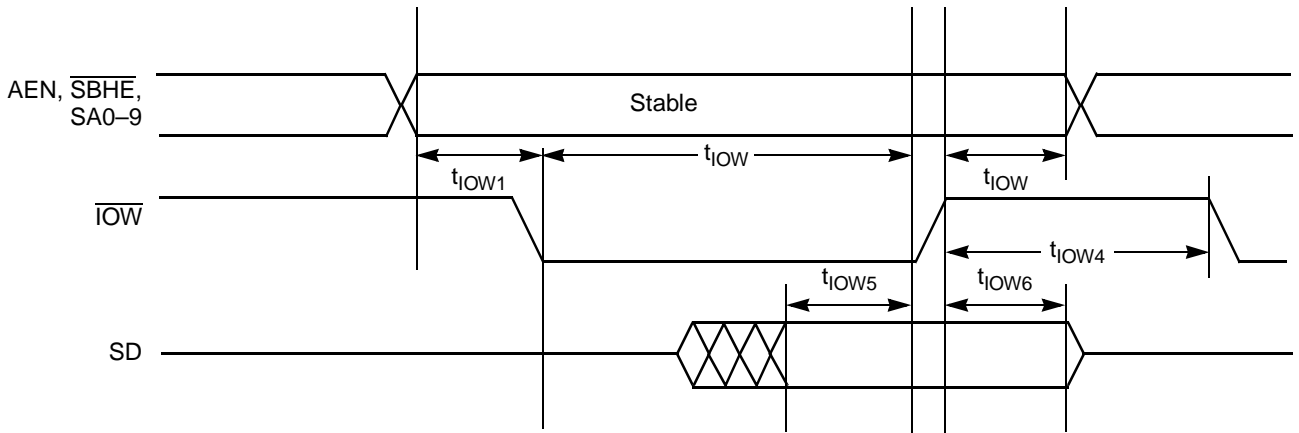 AEN, SBHE,
SA0–9
Stable
tIOW1
tIOW
tIOW
IOW
tIOW4
tIOW5
tIOW6
SD